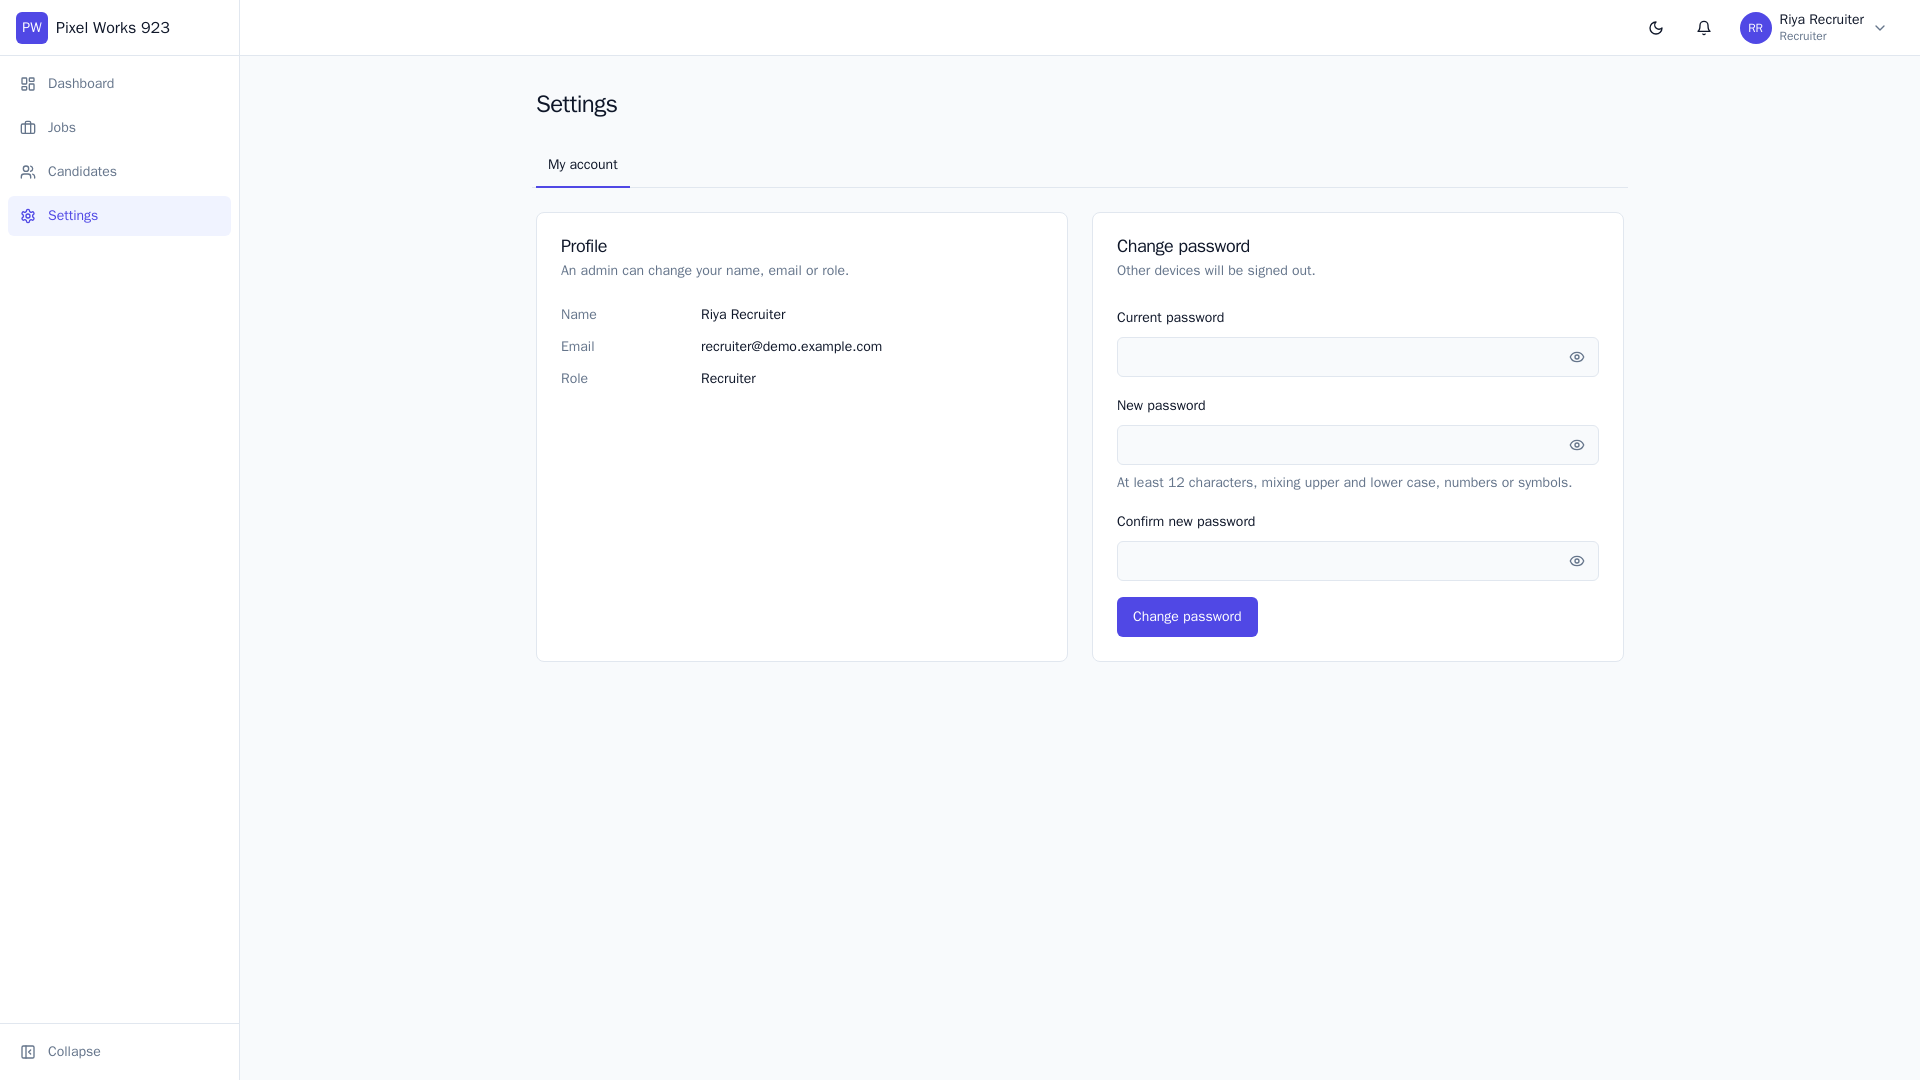 PW Pixel Works 923
RR
Riya Recruiter
Recruiter
Dashboard
Jobs
Candidates
Settings
Collapse
Settings
My account
Profile
An admin can change your name, email or role.
Name Riya Recruiter
Email recruiter@demo.example.com
Role Recruiter
Change password
Other devices will be signed out.
Current password
New password
At least 12 characters, mixing upper and lower case, numbers or symbols.
Confirm new password
Change password